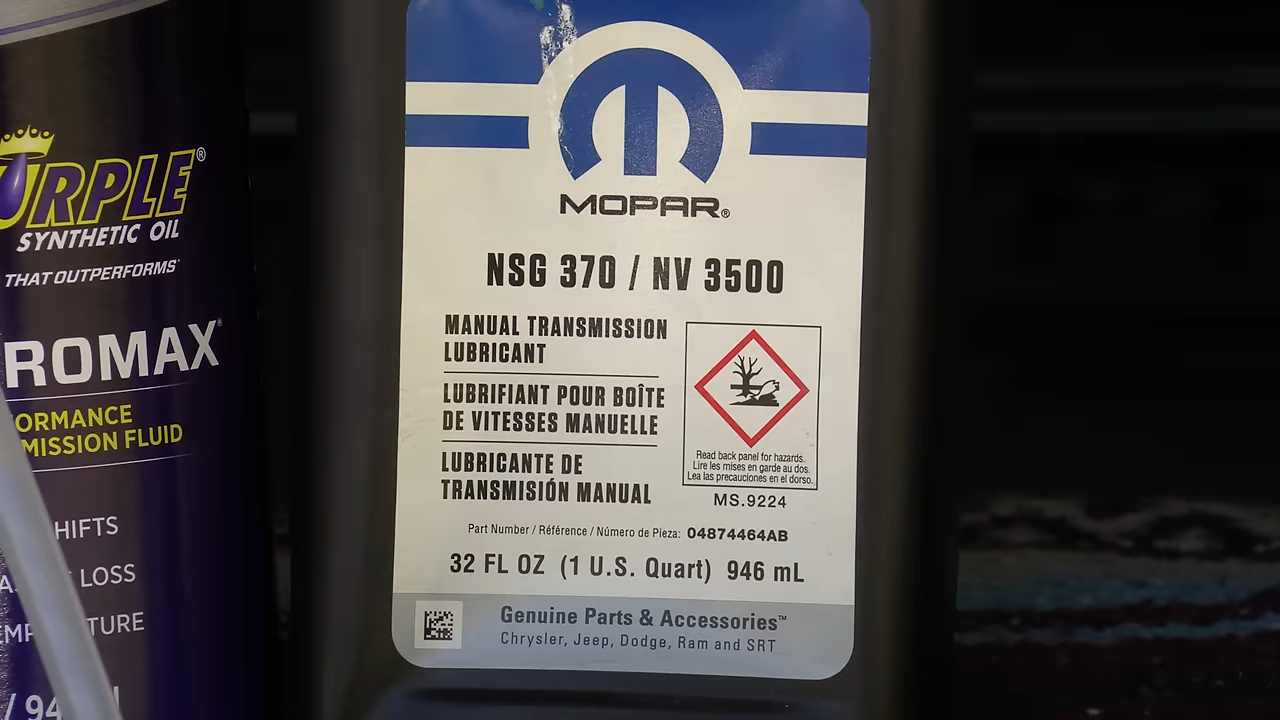 URPLE®
SYNTHETIC OIL
THAT OUTPERFORMS
ROMAX®
ORMANCE
MISSION FLUID
HIFTS
LOSS
TURE
/ 94
MOPAR®
NSG 370 / NV 3500
MANUAL TRANSMISSION
LUBRICANT
LUBRIFIANT POUR BOÎTE
DE VITESSES MANUELLE
LUBRICANTE DE
TRANSMISIÓN MANUAL
Read back panel for hazards.
Lire les mises en garde au dos.
Lea las precauciones en el dorso.
MS.9224
Part Number / Référence / Número de Pieza: 04874464AB
32 FL OZ (1 U.S. Quart) 946 mL
Genuine Parts & Accessories™
Chrysler, Jeep, Dodge, Ram and SRT